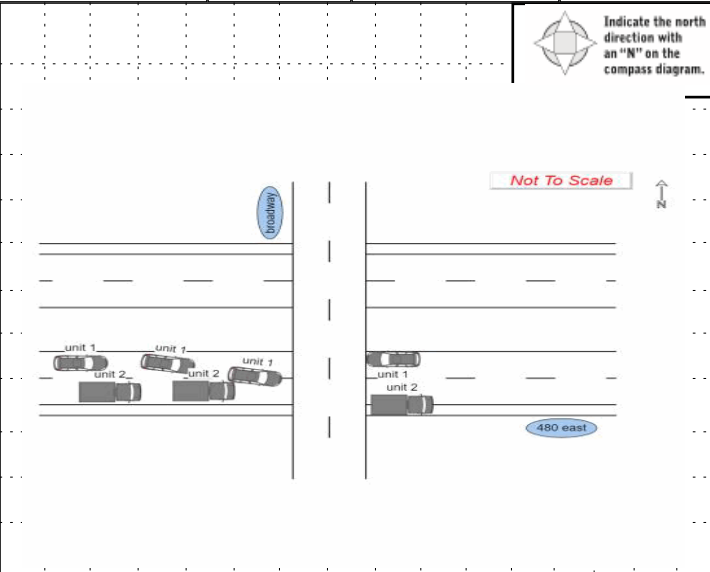 Indicate the north
direction with
an “N” on the
compass diagram.
Not To Scale
N
broadway
unit 1
unit 1
unit 1
unit 2
unit 2
unit 1
unit 2
480 east